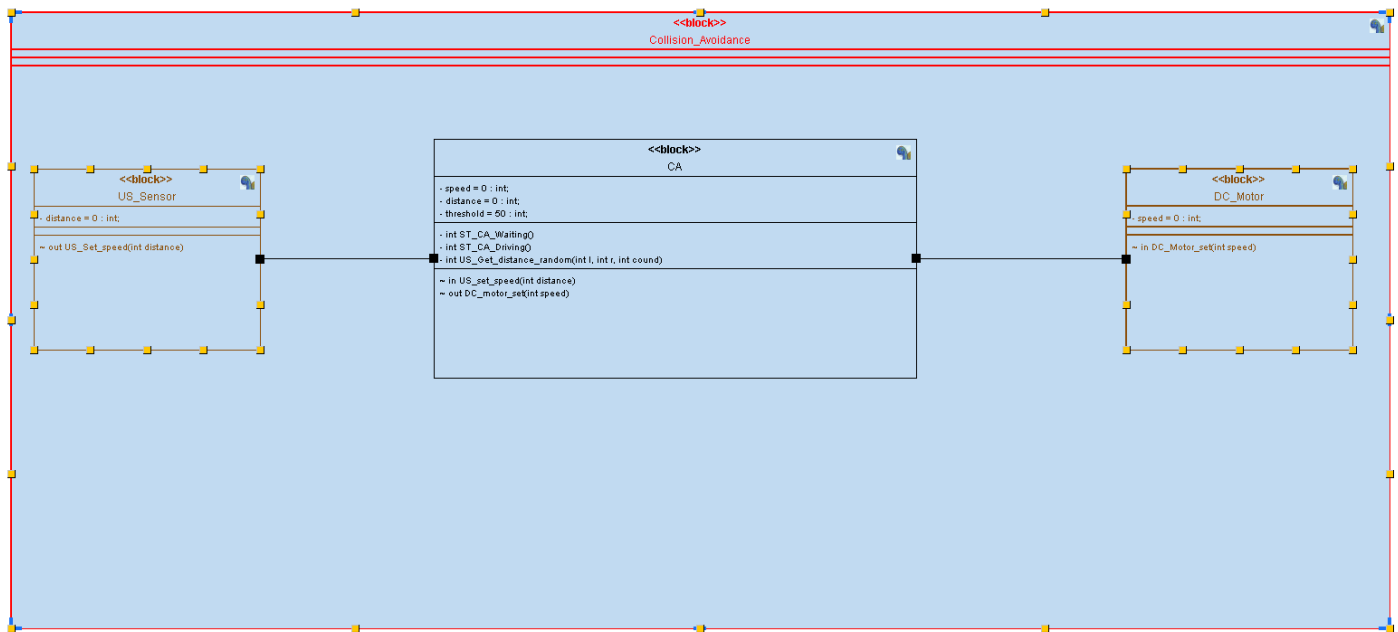 <<block>>
Collision_Avoidance
<<block>>
US_Sensor
- distance = 0 : int;
~ out US_Set_speed(int distance)
<<block>>
CA
- speed = 0 : int;
- distance = 0 : int;
- threshold = 50 : int;
- int ST_CA_Waiting()
- int ST_CA_Driving()
- int US_Get_distance_random(int l, int r, int cound)
~ in US_set_speed(int distance)
~ out DC_motor_set(int speed)
<<block>>
DC_Motor
- speed = 0 : int;
~ in DC_Motor_set(int speed)